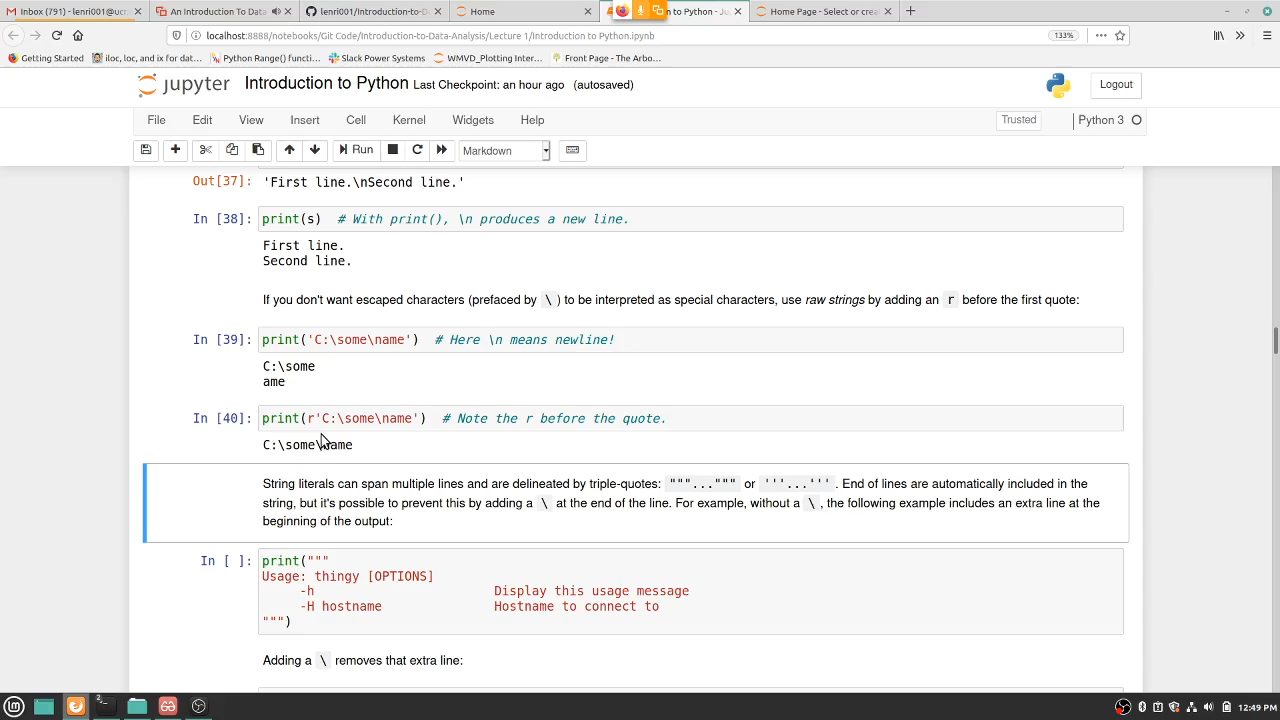 Inbox (791) - lenri001@ucr
An Introduction To Data
lenri001/Introduction-to-D
Home
n to Python - Ju
Home Page - Select or crea
localhost:8888/notebooks/Git Code/Introduction-to-Data-Analysis/Lecture 1/Introduction to Python.ipynb
133%
Getting Started
iloc, loc, and ix for dat...
Python Range() functi...
Slack Power Systems
WMVD_Plotting Inter...
Front Page - The Arbo...
jupyter Introduction to Python Last Checkpoint: an hour ago (autosaved)
Logout
File Edit View Insert Cell Kernel Widgets Help
Trusted
Python 3
Run
Markdown
Out[37]: 'First line.\nSecond line.'
In [38]: print(s)  # With print(), \n produces a new line.
First line.
Second line.
If you don't want escaped characters (prefaced by \ ) to be interpreted as special characters, use raw strings by adding an r before the first quote:
In [39]: print('C:\some\name')  # Here \n means newline!
C:\some
ame
In [40]: print(r'C:\some\name')  # Note the r before the quote.
C:\some\name
String literals can span multiple lines and are delineated by triple-quotes: """...""" or '''...''' . End of lines are automatically included in the
string, but it's possible to prevent this by adding a \ at the end of the line. For example, without a \ , the following example includes an extra line at the
beginning of the output:
In [ ]: print("""
Usage: thingy [OPTIONS]
-h                        Display this usage message
-H hostname               Hostname to connect to
""")
Adding a \ removes that extra line:
2
12:49 PM